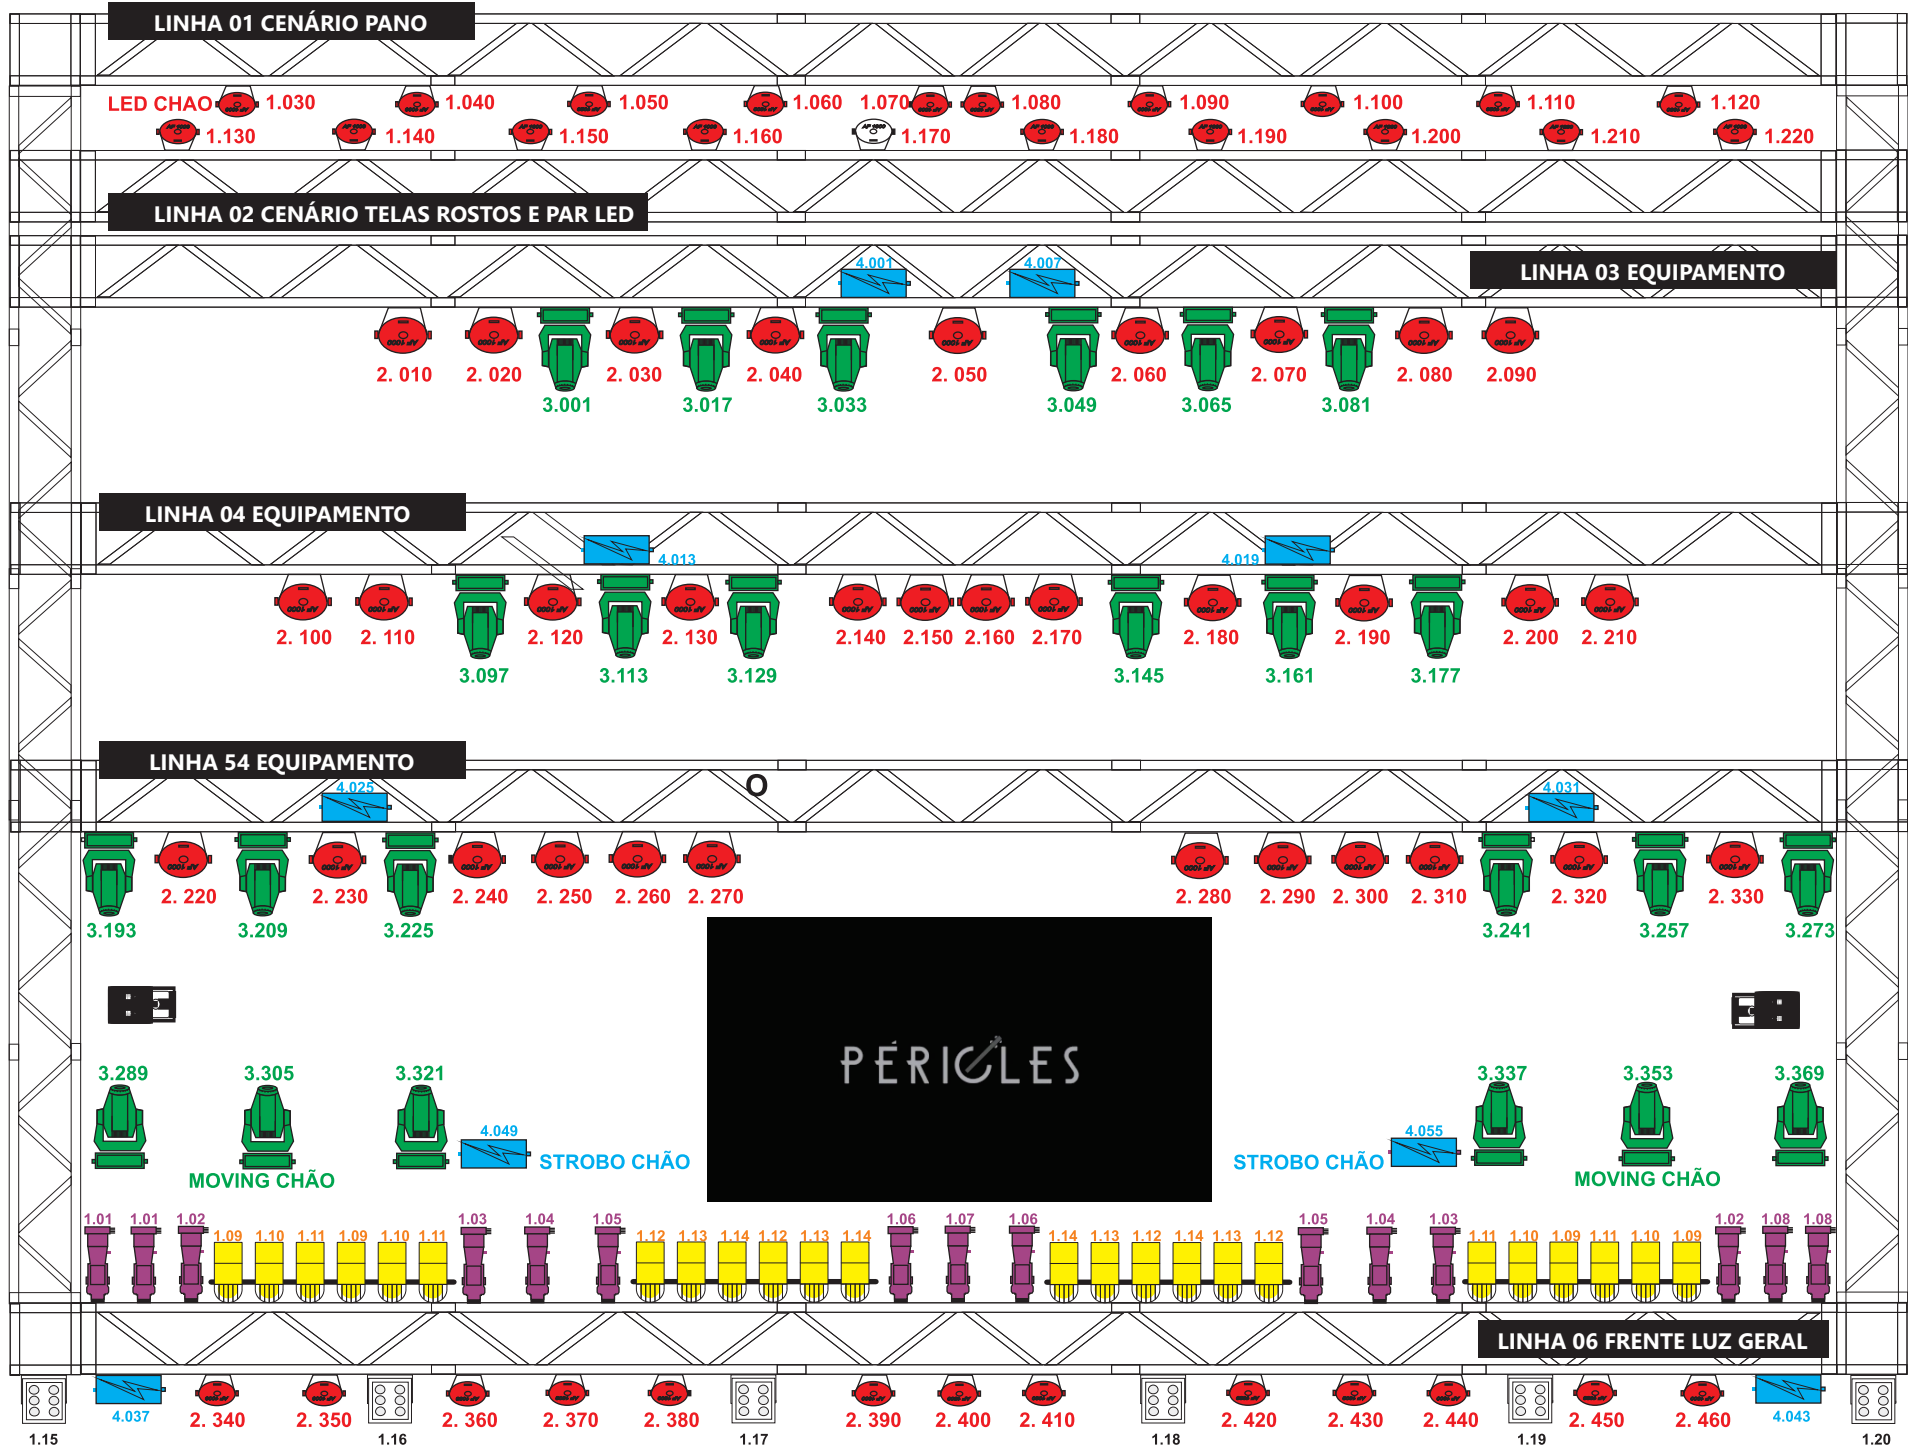 LINHA 01 CENÁRIO PANO
LED CHAO 1.030 1.040 1.050 1.060 1.070 1.080 1.090 1.100 1.110 1.120
1.130 1.140 1.150 1.160 1.170 1.180 1.190 1.200 1.210 1.220
LINHA 02 CENÁRIO TELAS ROSTOS E PAR LED
4.001 4.007
LINHA 03 EQUIPAMENTO
2. 010 2. 020 2. 030 2. 040 2. 050 2. 060 2. 070 2. 080 2.090
3.001 3.017 3.033 3.049 3.065 3.081
LINHA 04 EQUIPAMENTO
4.013 4.019
2. 100 2. 110 2. 120 2. 130 2.140 2.150 2.160 2.170 2. 180 2. 190 2. 200 2. 210
3.097 3.113 3.129 3.145 3.161 3.177
LINHA 54 EQUIPAMENTO
O
4.025 4.031
2. 220 2. 230 2. 240 2. 250 2. 260 2. 270 2. 280 2. 290 2. 300 2. 310 2. 320 2. 330
3.193 3.209 3.225 3.241 3.257 3.273
PÉRICLES
3.289 3.305 3.321 3.337 3.353 3.369
4.049 4.055
STROBO CHÃO STROBO CHÃO
MOVING CHÃO MOVING CHÃO
1.01 1.01 1.02 1.03 1.04 1.05 1.06 1.07 1.06 1.05 1.04 1.03 1.02 1.08 1.08
1.09 1.10 1.11 1.09 1.10 1.11 1.12 1.13 1.14 1.12 1.13 1.14 1.14 1.13 1.12 1.14 1.13 1.12 1.11 1.10 1.09 1.11 1.10 1.09
LINHA 06 FRENTE LUZ GERAL
4.037 2. 340 2. 350 2. 360 2. 370 2. 380 2. 390 2. 400 2. 410 2. 420 2. 430 2. 440 2. 450 2. 460 4.043
1.15 1.16 1.17 1.18 1.19 1.20